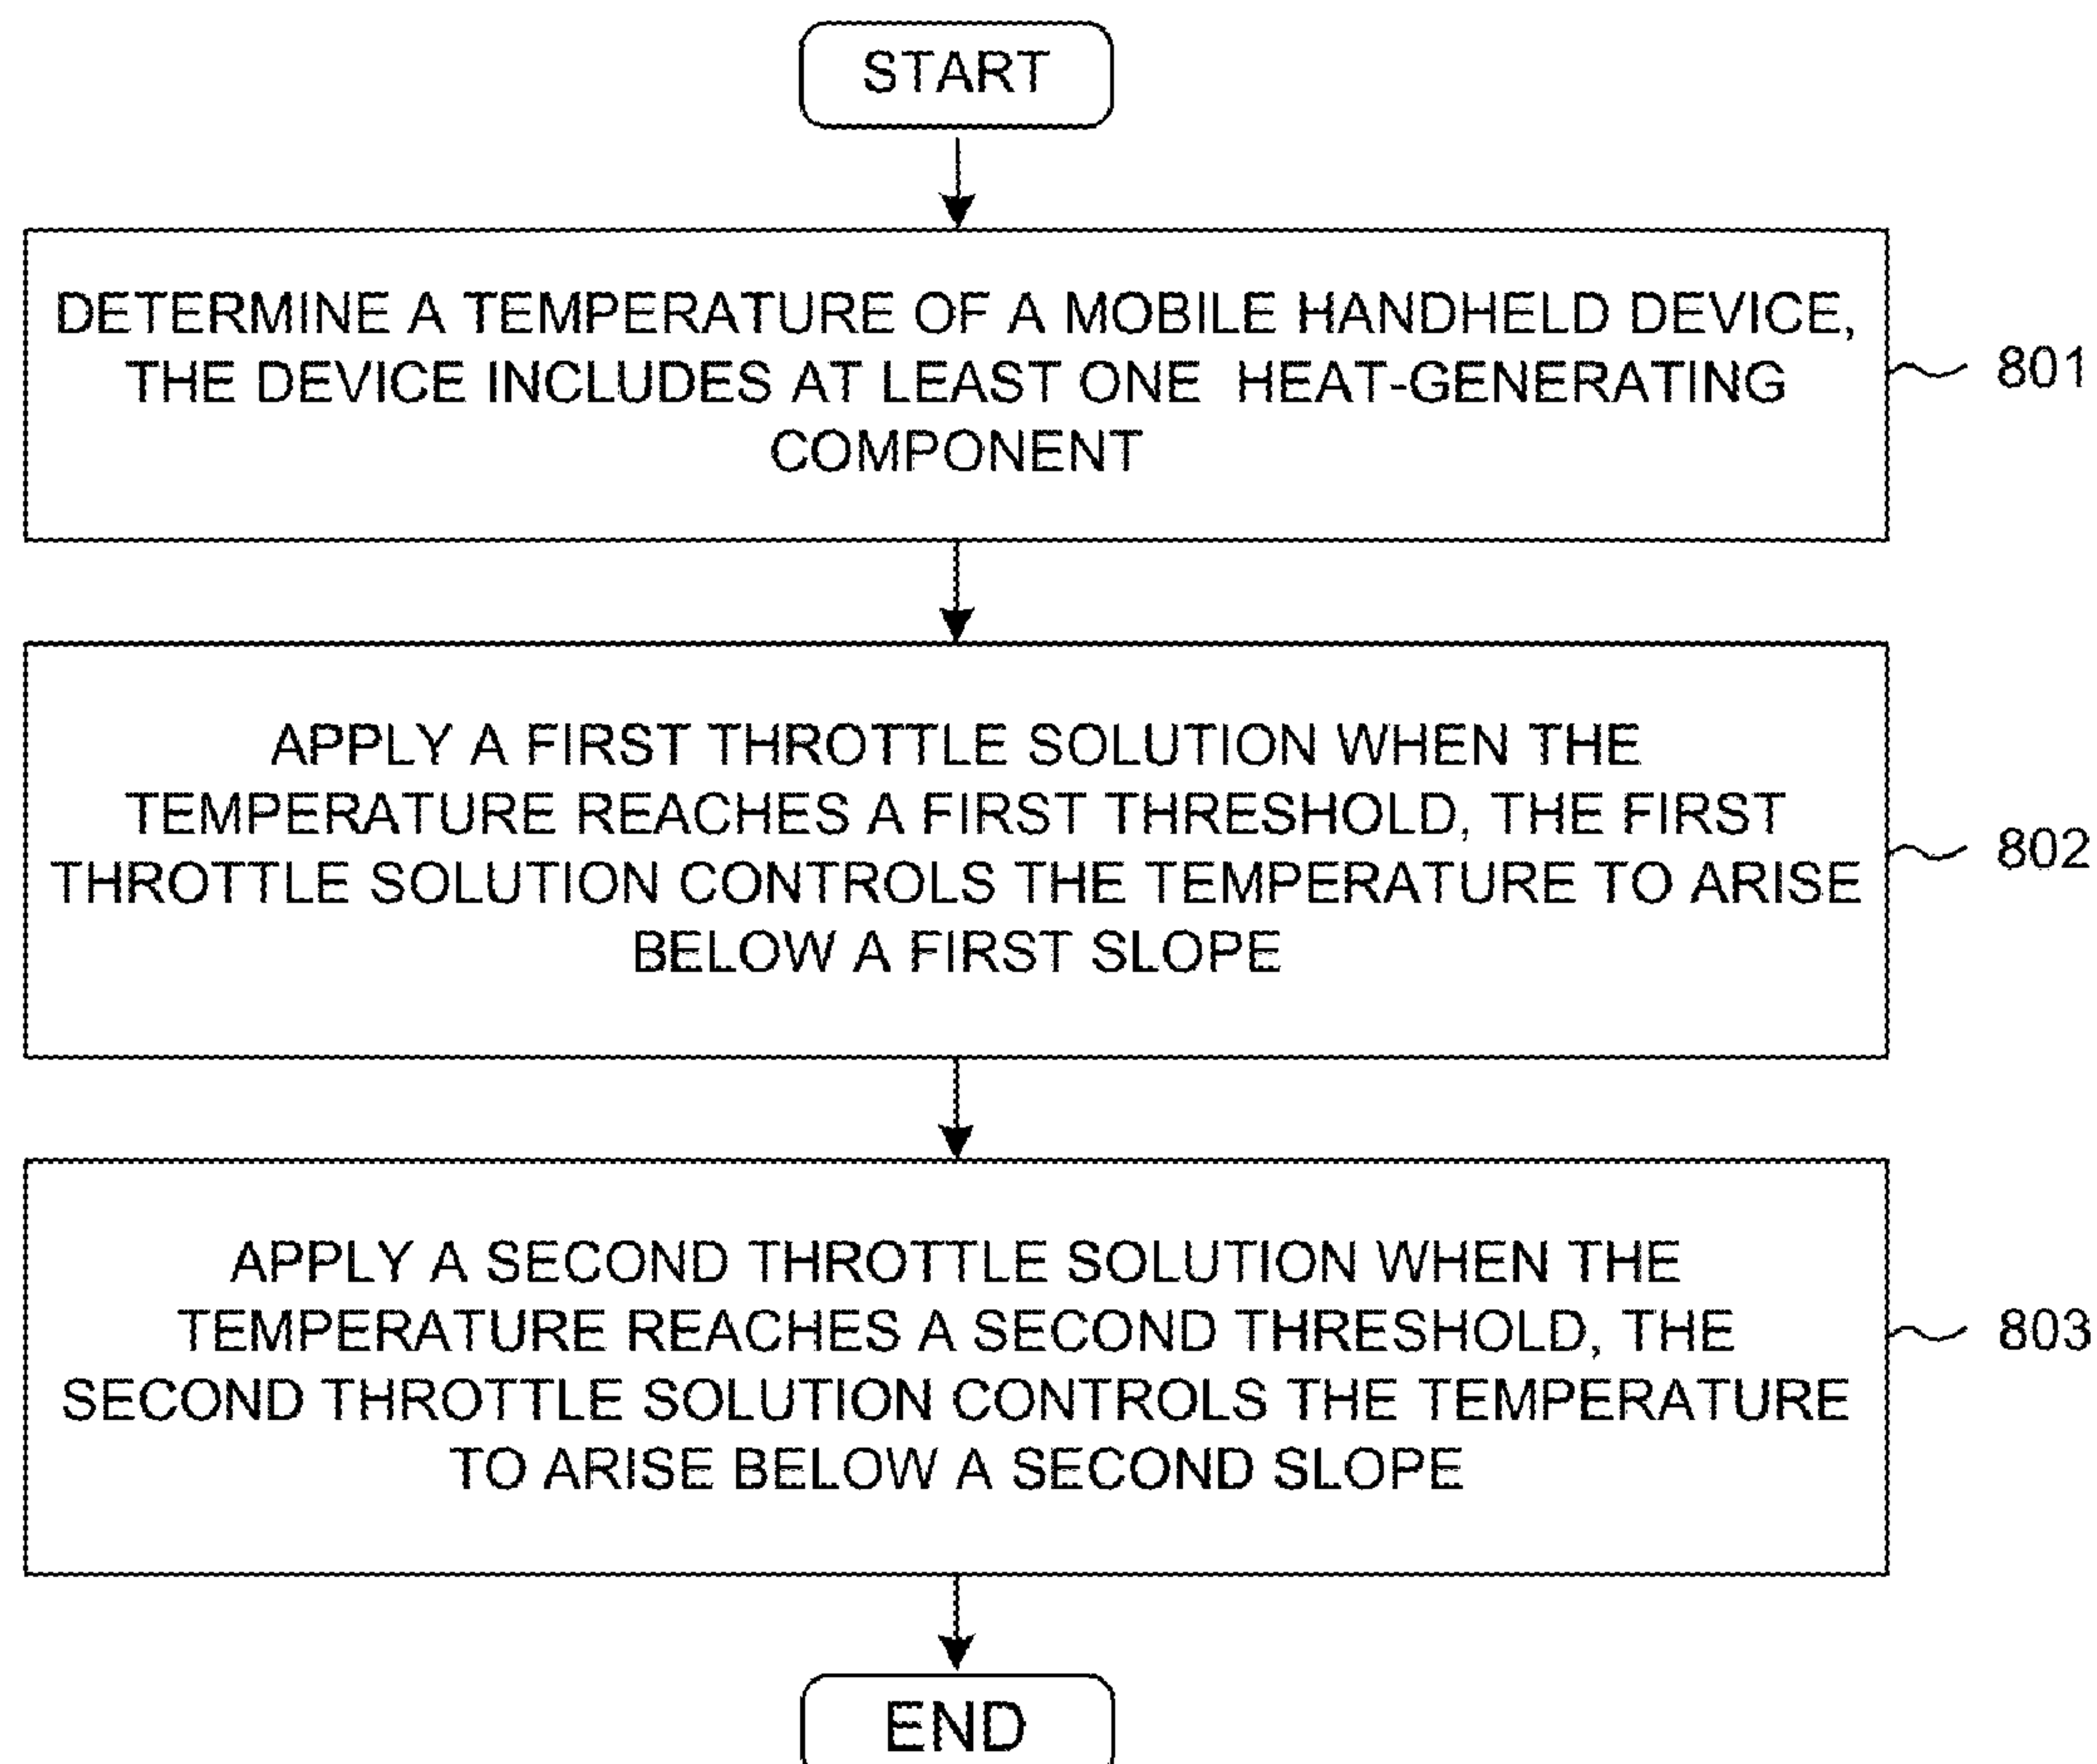 START
DETERMINE A TEMPERATURE OF A MOBILE HANDHELD DEVICE,
THE DEVICE INCLUDES AT LEAST ONE HEAT-GENERATING
COMPONENT
801
APPLY A FIRST THROTTLE SOLUTION WHEN THE
TEMPERATURE REACHES A FIRST THRESHOLD, THE FIRST
THROTTLE SOLUTION CONTROLS THE TEMPERATURE TO ARISE
BELOW A FIRST SLOPE
802
APPLY A SECOND THROTTLE SOLUTION WHEN THE
TEMPERATURE REACHES A SECOND THRESHOLD, THE
SECOND THROTTLE SOLUTION CONTROLS THE TEMPERATURE
TO ARISE BELOW A SECOND SLOPE
803
END